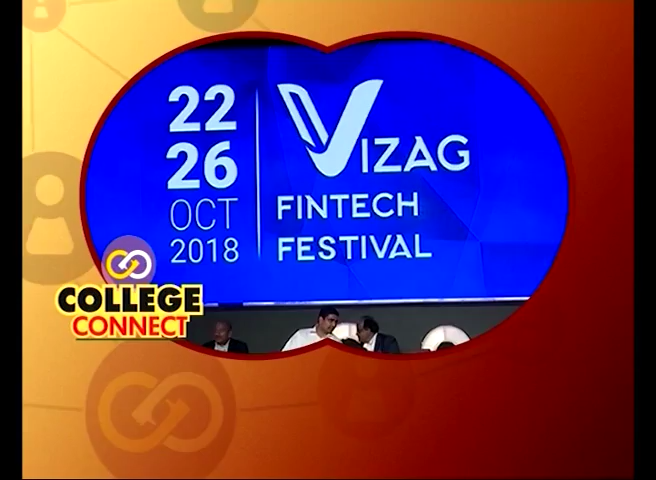 22
26
OCT
2018
VIZAG
FINTECH
FESTIVAL
COLLEGE
CONNECT